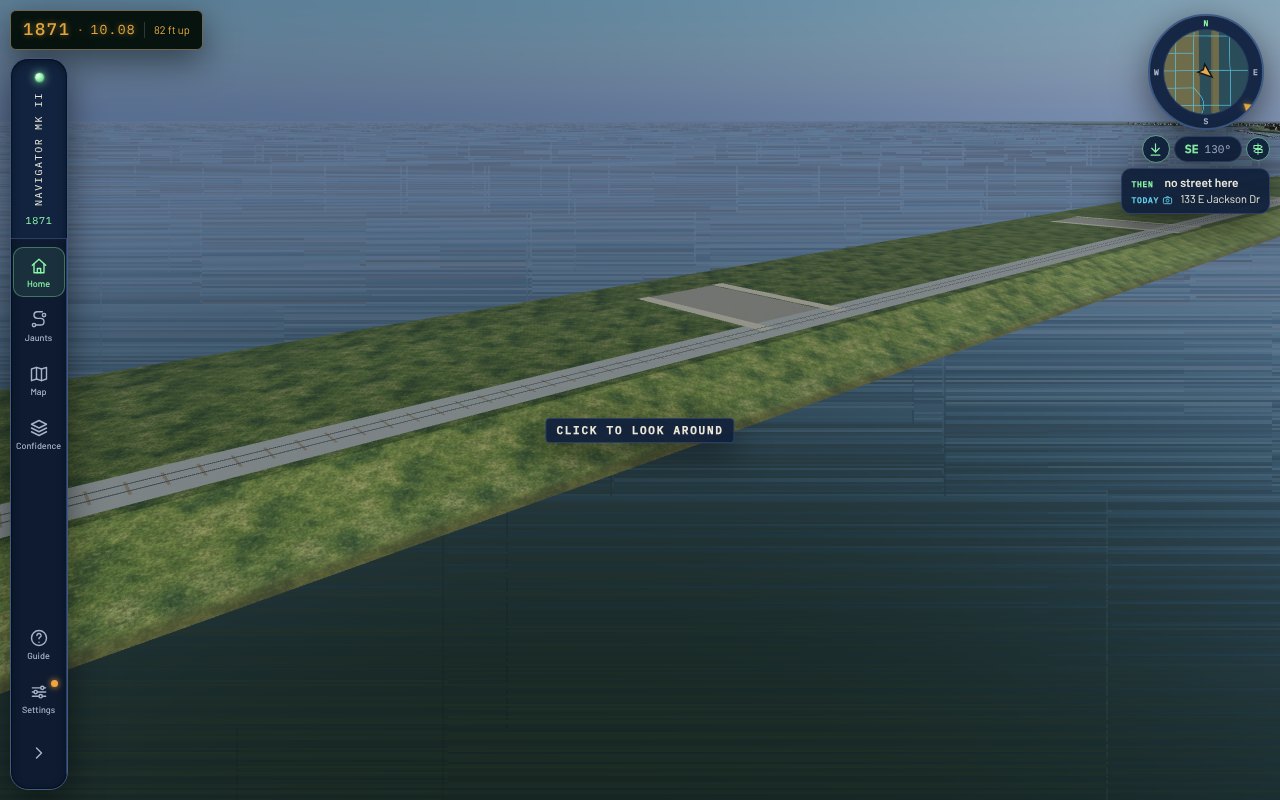 1871 · 10.08 82 ft up
NAVIGATOR MK II
1871
Home
Jaunts
Map
Confidence
Guide
Settings
N
W
E
S
SE 130°
THEN no street here
TODAY 133 E Jackson Dr
CLICK TO LOOK AROUND